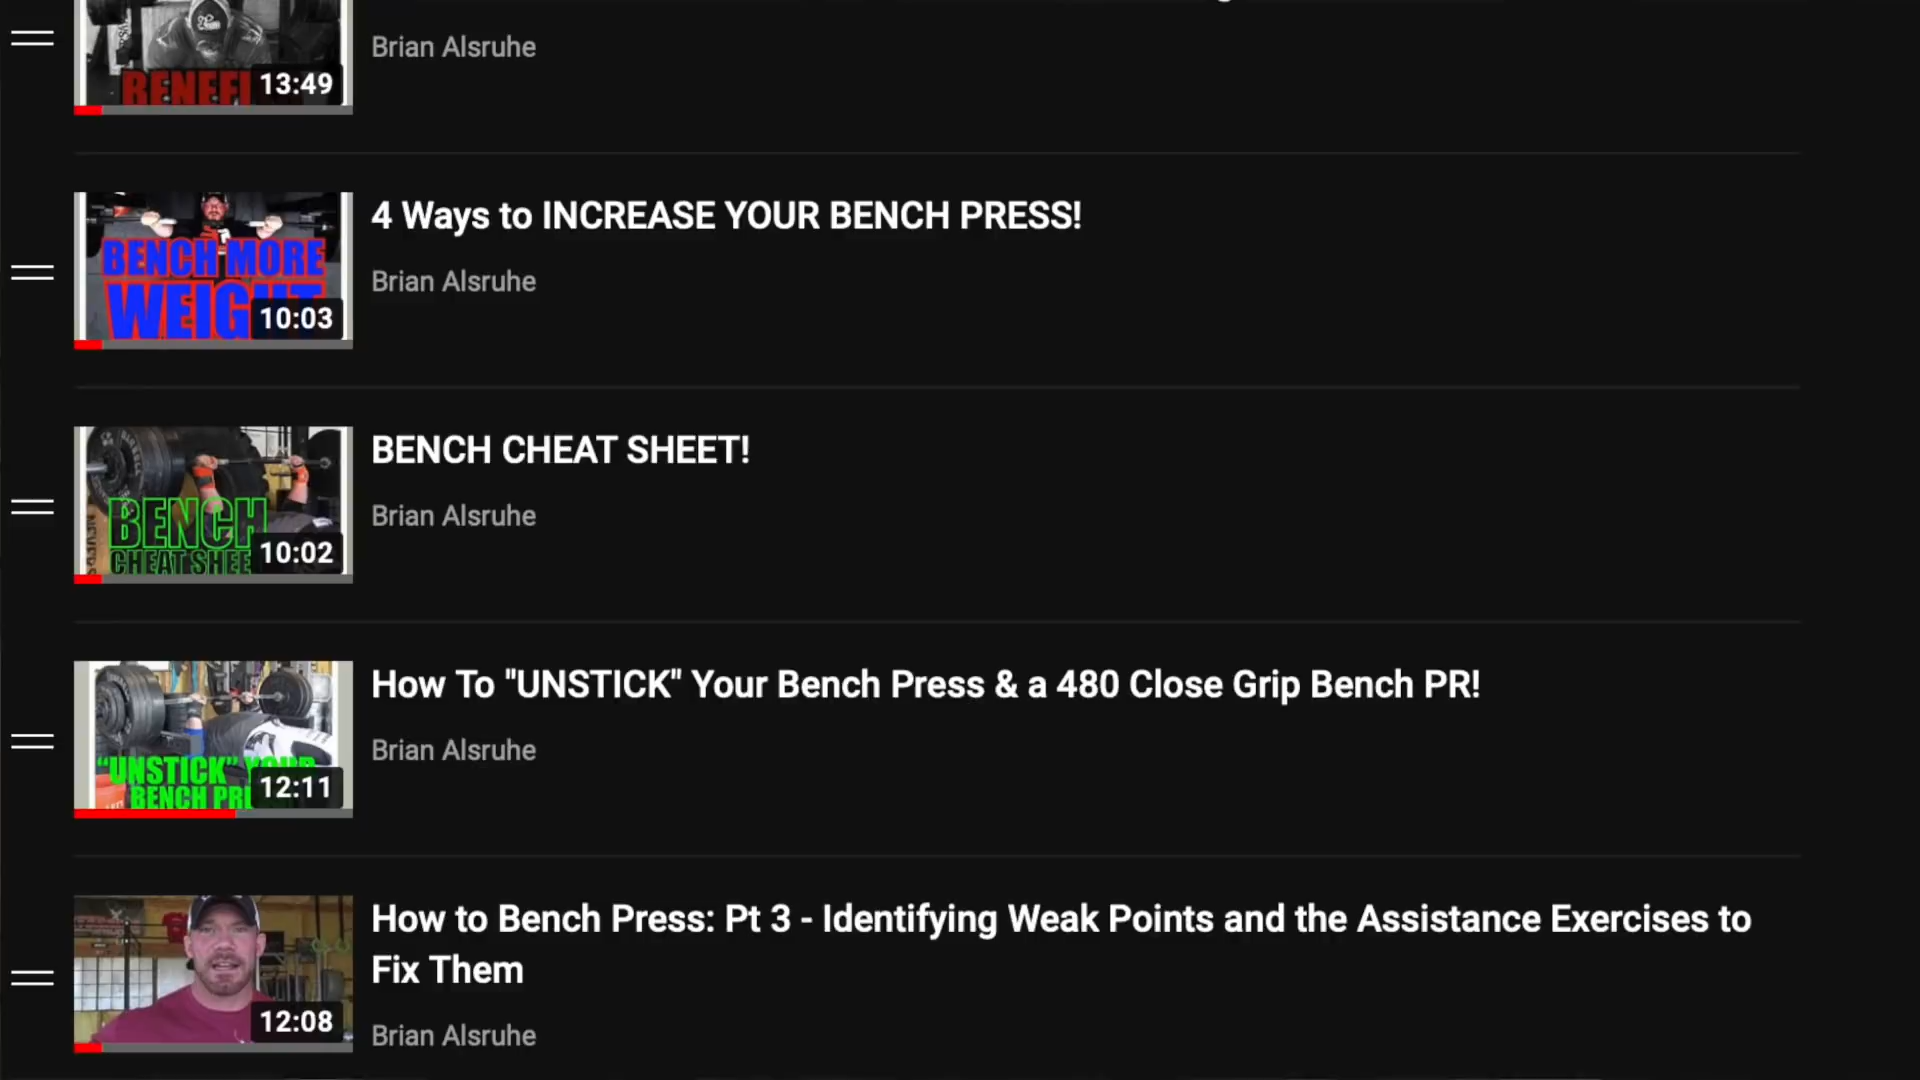 BENEFI
13:49
Brian Alsruhe
BENCH MORE
WEIGHT
10:03
4 Ways to INCREASE YOUR BENCH PRESS!
Brian Alsruhe
BENCH
CHEAT SHEE
10:02
BENCH CHEAT SHEET!
Brian Alsruhe
"UNSTICK" YOUR
BENCH PRE
12:11
How To "UNSTICK" Your Bench Press & a 480 Close Grip Bench PR!
Brian Alsruhe
12:08
How to Bench Press: Pt 3 - Identifying Weak Points and the Assistance Exercises to
Fix Them
Brian Alsruhe